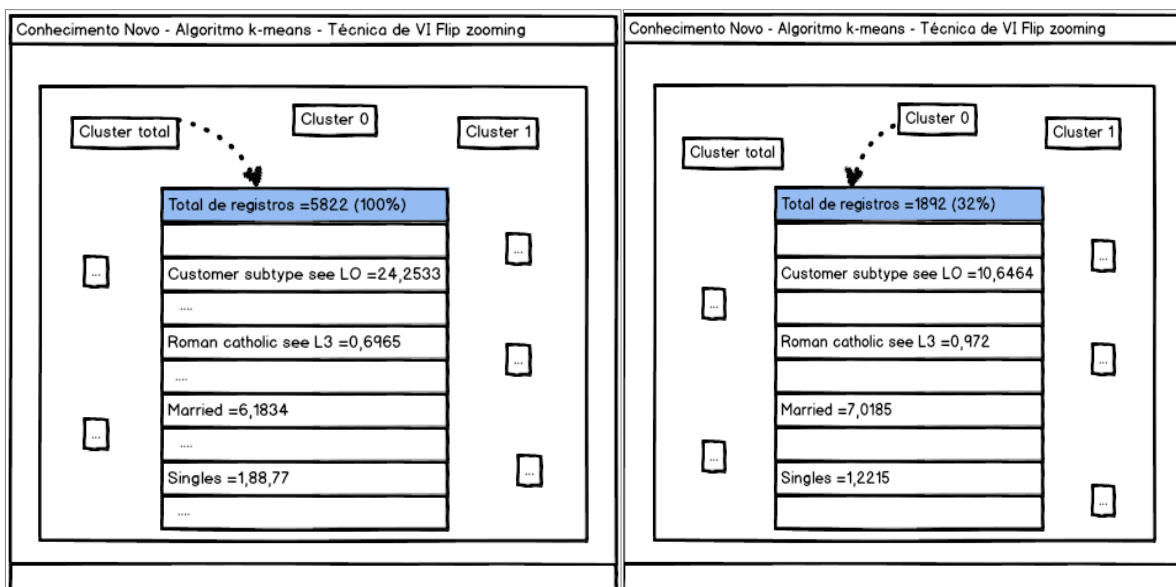 Conhecimento Novo - Algoritmo k-means - Técnica de VI Flip zooming
Cluster total
Cluster 0
Cluster 1
Total de registros =5822 (100%)
...
Customer subtype see LO =24,2533
...
....
Roman catholic see L3 =0,6965
...
....
Married =6,1834
...
....
Singles =1,88,77
...
....
Conhecimento Novo - Algoritmo k-means - Técnica de VI Flip zooming
Cluster 0
Cluster 1
Cluster total
Total de registros =1892 (32%)
...
Customer subtype see LO =10,6464
...
Roman catholic see L3 =0,972
...
Married =7,0185
...
Singles =1,2215
...